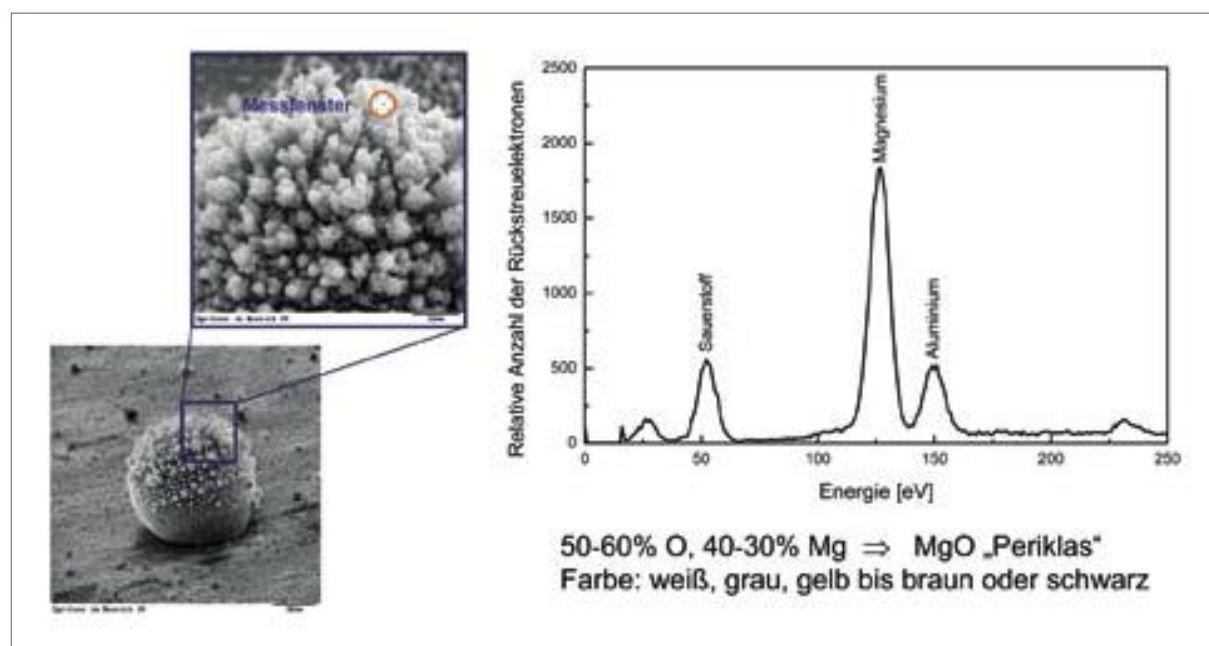 Messfenster
Relative Anzahl der Rückstreuelektronen
2500
2000
1500
1000
500
0
Sauerstoff
Magnesium
Aluminium
0
50
100
150
200
250
Energie [eV]
50-60% O, 40-30% Mg ⇒ MgO „Periklas“
Farbe: weiß, grau, gelb bis braun oder schwarz